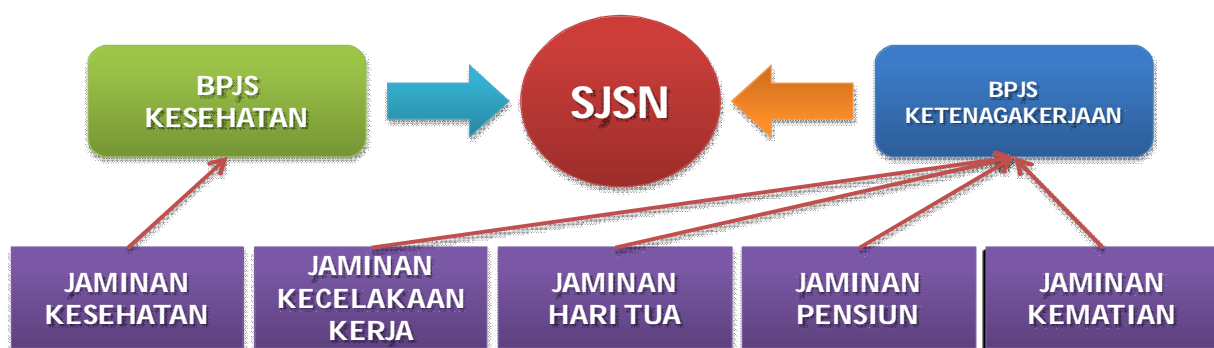 BPJS
KESEHATAN
SJSN
BPJS
KETENAGAKERJAAN
JAMINAN
KESEHATAN
JAMINAN
KECELAKAAN
KERJA
JAMINAN
HARI TUA
JAMINAN
PENSIUN
JAMINAN
KEMATIAN